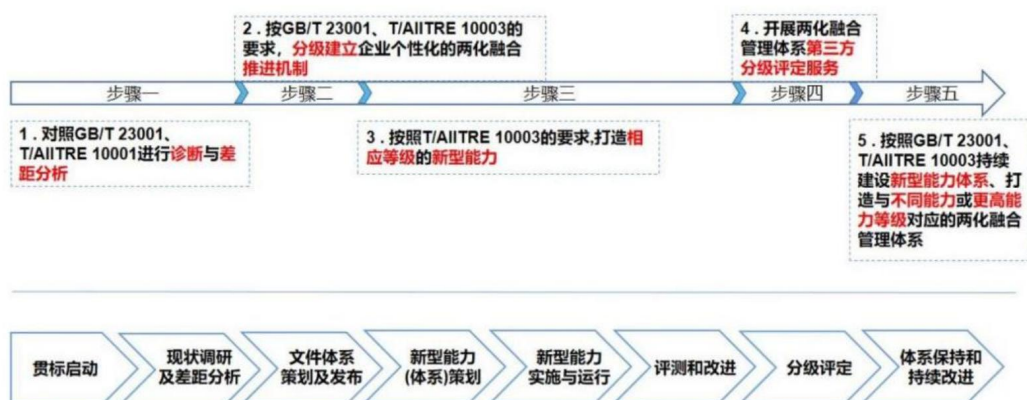 2．按GB/T 23001、T/AIITRE 10003的
要求，分级建立企业个性化的两化融合
推进机制
4．开展两化融合
管理体系第三方
分级评定服务
步骤一
步骤二
步骤三
步骤四
步骤五
1．对照GB/T 23001、
T/AIITRE 10001进行诊断与差
距分析
3．按照T/AIITRE 10003的要求,打造相
应等级的新型能力
5．按照GB/T 23001、
T/AIITRE 10003持续
建设新型能力体系、打
造与不同能力或更高能
力等级对应的两化融合
管理体系
贯标启动
现状调研
及差距分析
文件体系
策划及发布
新型能力
(体系)策划
新型能力
实施与运行
评测和改进
分级评定
体系保持和
持续改进